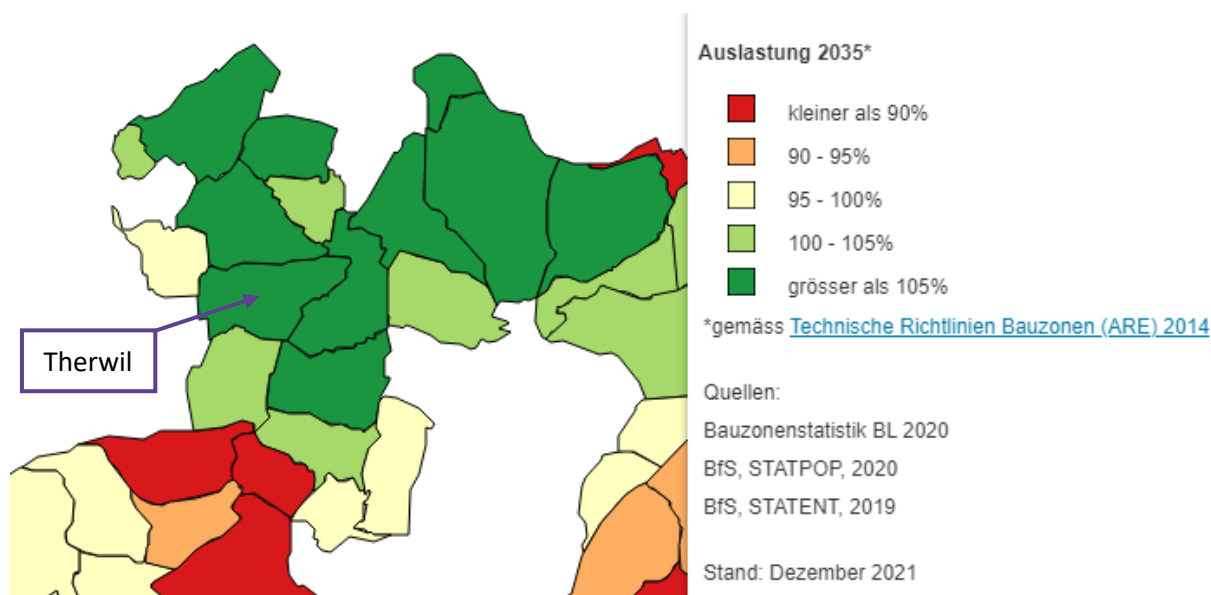 Auslastung 2035*
kleiner als 90%
90 - 95%
95 - 100%
100 - 105%
grösser als 105%
*gemäss Technische Richtlinien Bauzonen (ARE) 2014
Quellen:
Bauzonenstatistik BL 2020
BfS, STATPOP, 2020
BfS, STATENT, 2019
Stand: Dezember 2021
Therwil